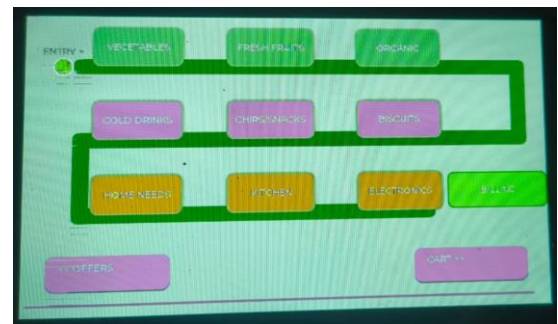 ENTRY
VEGETABLES
FRESH FRUITS
ORGANIC
COLD DRINKS
CHIPS/SNACKS
BISCUITS
HOME NEEDS
KITCHEN
ELECTRONICS
BILLING
OFFERS
CART >>